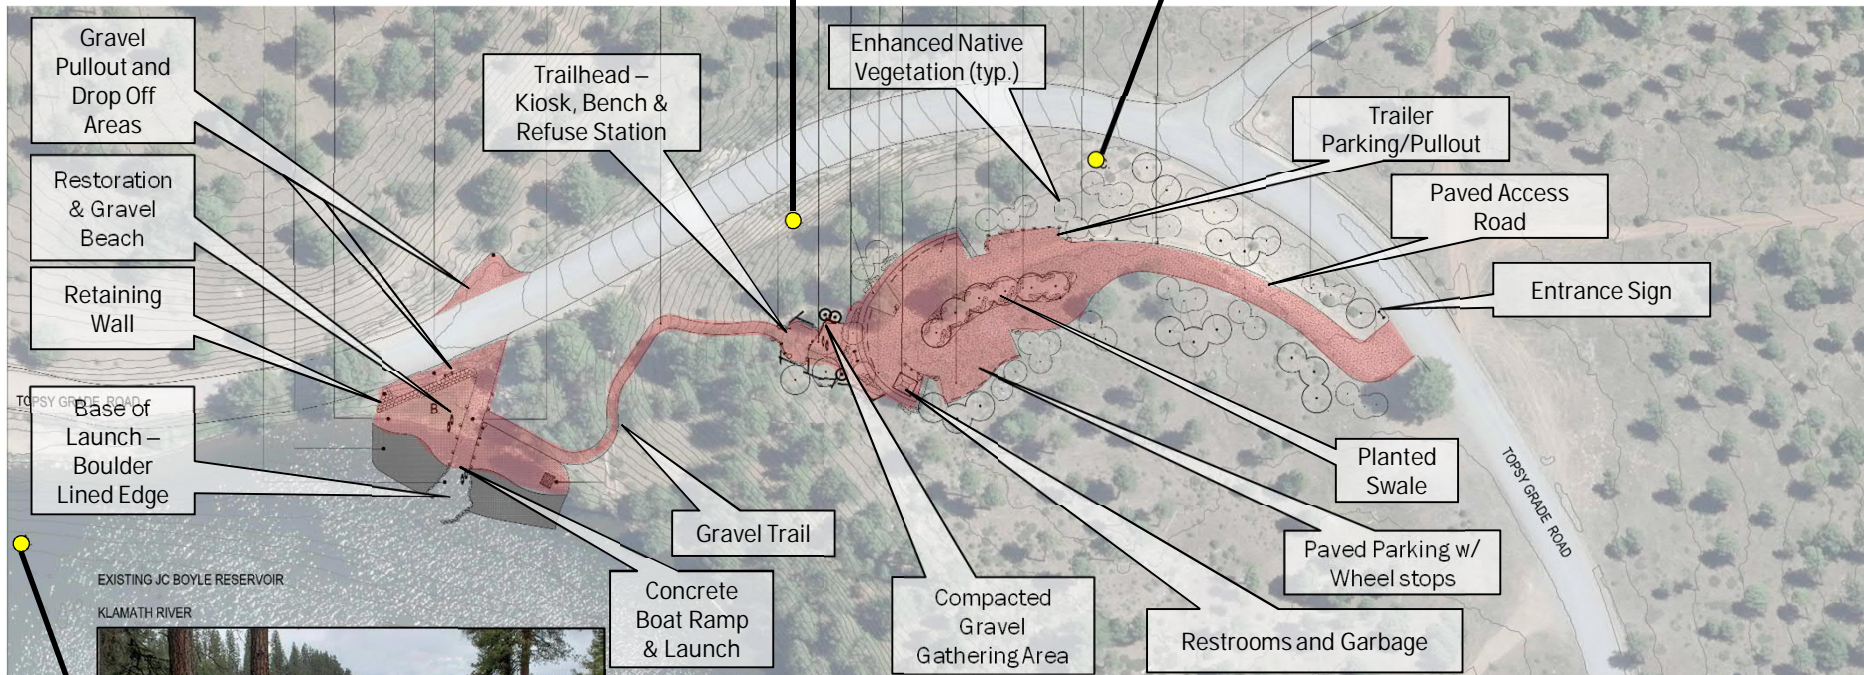 Gravel
Pullout and
Drop Off
Areas
Trailhead –
Kiosk, Bench &
Refuse Station
Enhanced Native
Vegetation (typ.)
Trailer
Parking/Pullout
Restoration
& Gravel
Beach
Paved Access
Road
Retaining
Wall
Entrance Sign
TOPSY GRADE ROAD
Base of
Launch –
Boulder
Lined Edge
B
Planted
Swale
TOPSY GRADE ROAD
Gravel Trail
Paved Parking w/
Wheel stops
EXISTING JC BOYLE RESERVOIR
KLAMATH RIVER
Concrete
Boat Ramp
& Launch
Compacted
Gravel
Gathering Area
Restrooms and Garbage